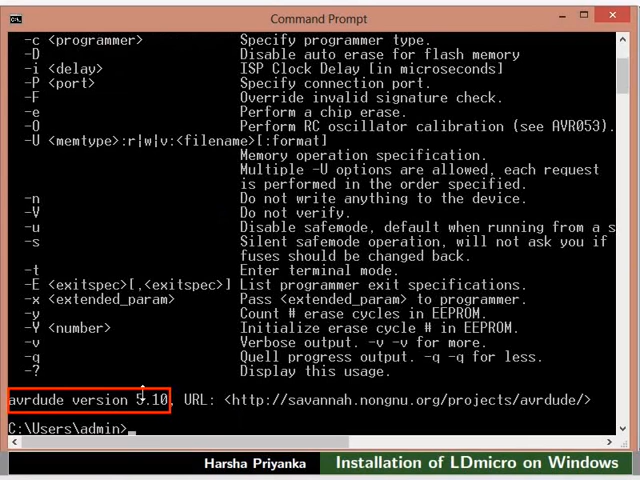 Command Prompt
-c <programmer> Specify programmer type.
-D Disable auto erase for flash memory
-i <delay> ISP Clock Delay [in microseconds]
-P <port> Specify connection port.
-F Override invalid signature check.
-e Perform a chip erase.
-O Perform RC oscillator calibration (see AVR053).
-U <memtype>:r|w|v:<filename>[:format]
Memory operation specification.
Multiple -U options are allowed, each request
is performed in the order specified.
-n Do not write anything to the device.
-V Do not verify.
-u Disable safemode, default when running from a s
-s Silent safemode operation, will not ask you if
fuses should be changed back.
-t Enter terminal mode.
-E <exitspec>[,<exitspec>] List programmer exit specifications.
-x <extended_param> Pass <extended_param> to programmer.
-y Count # erase cycles in EEPROM.
-Y <number> Initialize erase cycle # in EEPROM.
-v Verbose output. -v -v for more.
-q Quell progress output. -q -q for less.
-? Display this usage.
avrdude version 5.10, URL: <http://savannah.nongnu.org/projects/avrdude/>
C:\Users\admin>_
Harsha Priyanka Installation of LDmicro on Windows